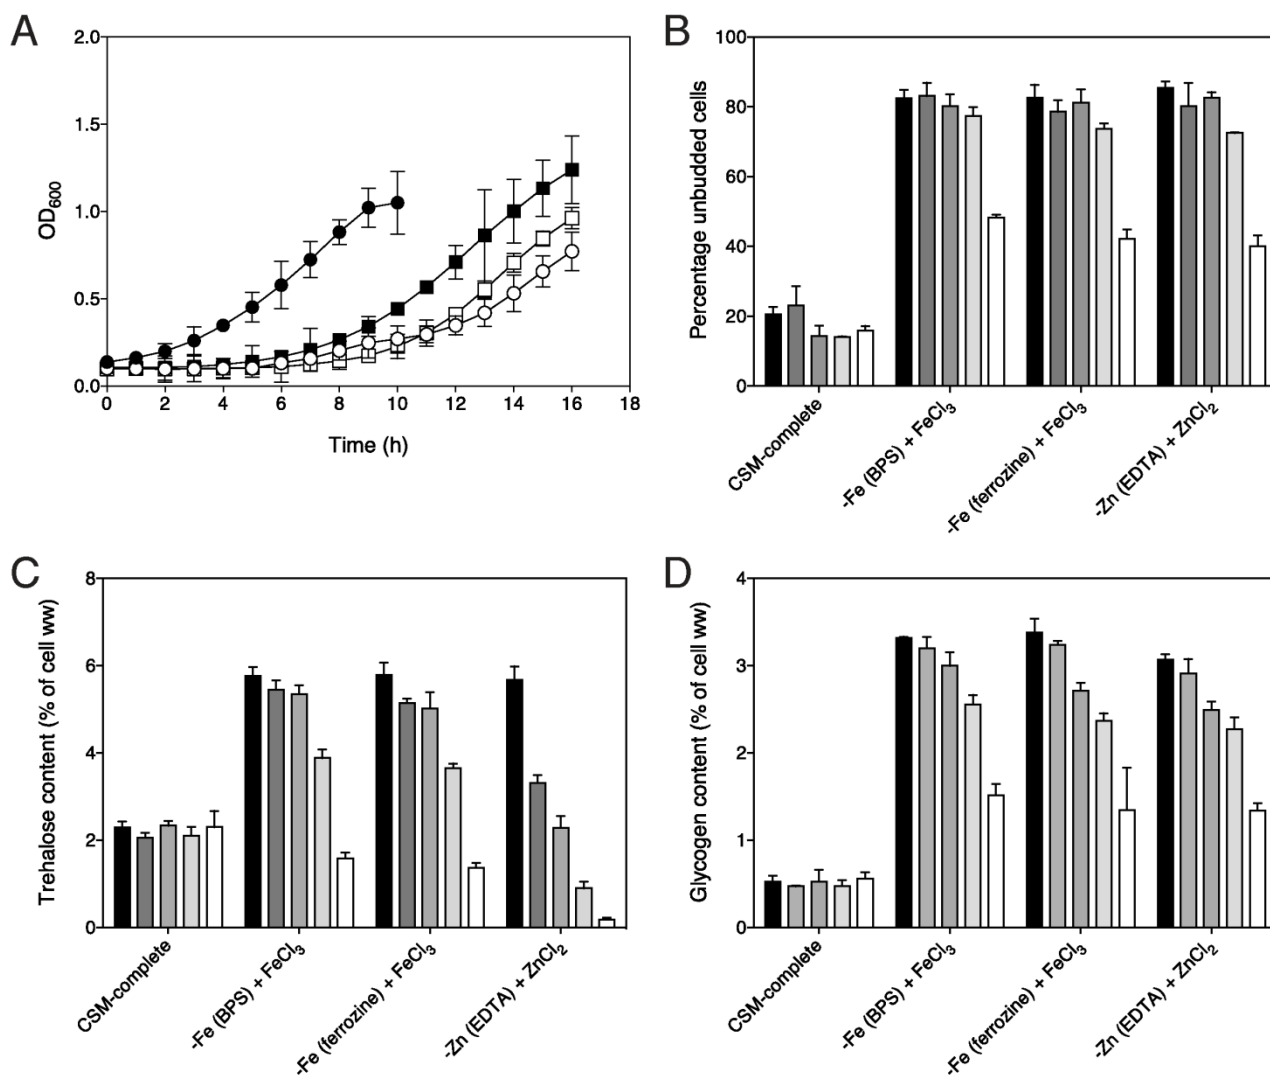 A
OD600
2.0
1.5
1.0
0.5
0.0
0 2 4 6 8 10 12 14 16 18
Time (h)
B
Percentage unbudded cells
100
80
60
40
20
0
CSM-complete
-Fe (BPS) + FeCl3
-Fe (ferrozine) + FeCl3
-Zn (EDTA) + ZnCl2
C
Trehalose content (% of cell ww)
8
6
4
2
0
CSM-complete
-Fe (BPS) + FeCl3
-Fe (ferrozine) + FeCl3
-Zn (EDTA) + ZnCl2
D
Glycogen content (% of cell ww)
4
3
2
1
0
CSM-complete
-Fe (BPS) + FeCl3
-Fe (ferrozine) + FeCl3
-Zn (EDTA) + ZnCl2